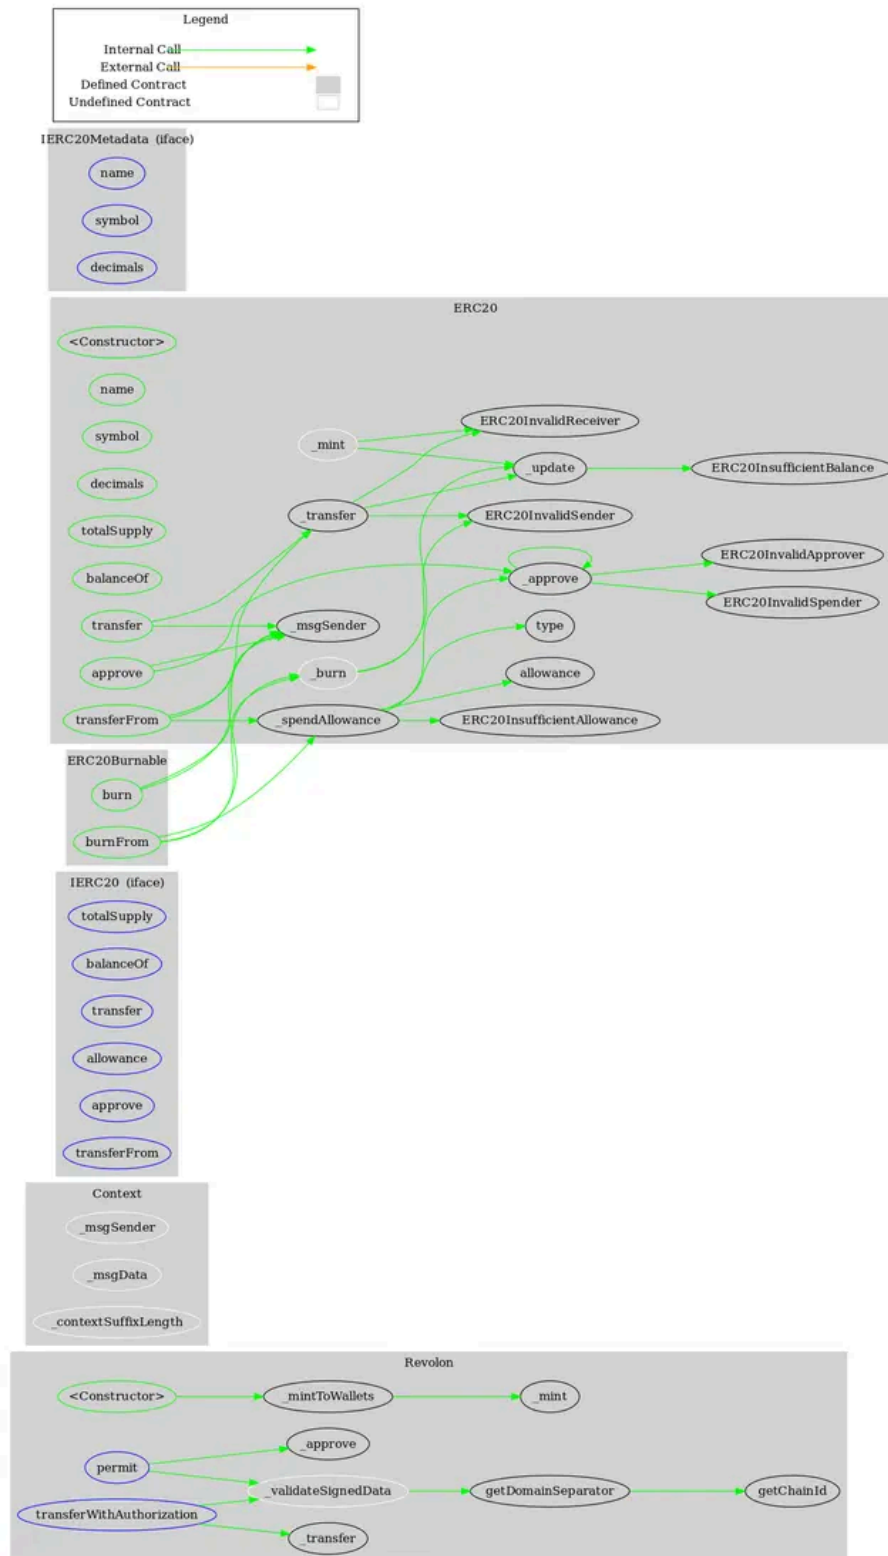 Legend
Internal Call
External Call
Defined Contract
Undefined Contract
IERC20Metadata (iface)
name
symbol
decimals
ERC20
<Constructor>
name
symbol
decimals
totalSupply
balanceOf
transfer
approve
transferFrom
_mint
_transfer
_msgSender
_burn
_spendAllowance
ERC20InvalidReceiver
_update
ERC20InvalidSender
_approve
type
allowance
ERC20InsufficientAllowance
ERC20InsufficientBalance
ERC20InvalidApprover
ERC20InvalidSpender
ERC20Burnable
burn
burnFrom
IERC20 (iface)
totalSupply
balanceOf
transfer
allowance
approve
transferFrom
Context
_msgSender
_msgData
_contextSuffixLength
Revolon
<Constructor>
_mintToWallets
_mint
_approve
permit
_validateSignedData
getDomainSeparator
getChainId
transferWithAuthorization
_transfer